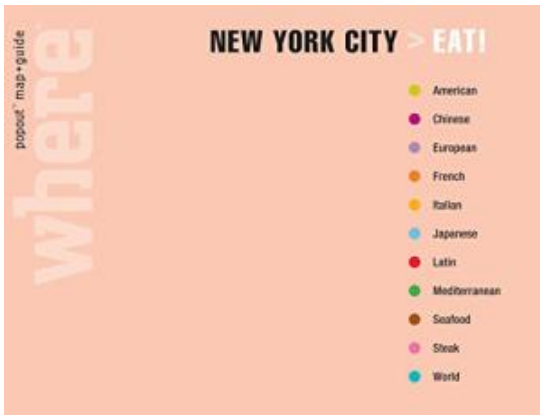 popout™ map+guide
where
NEW YORK CITY > EAT!
American
Chinese
European
French
Italian
Japanese
Latin
Mediterranean
Seafood
Steak
World